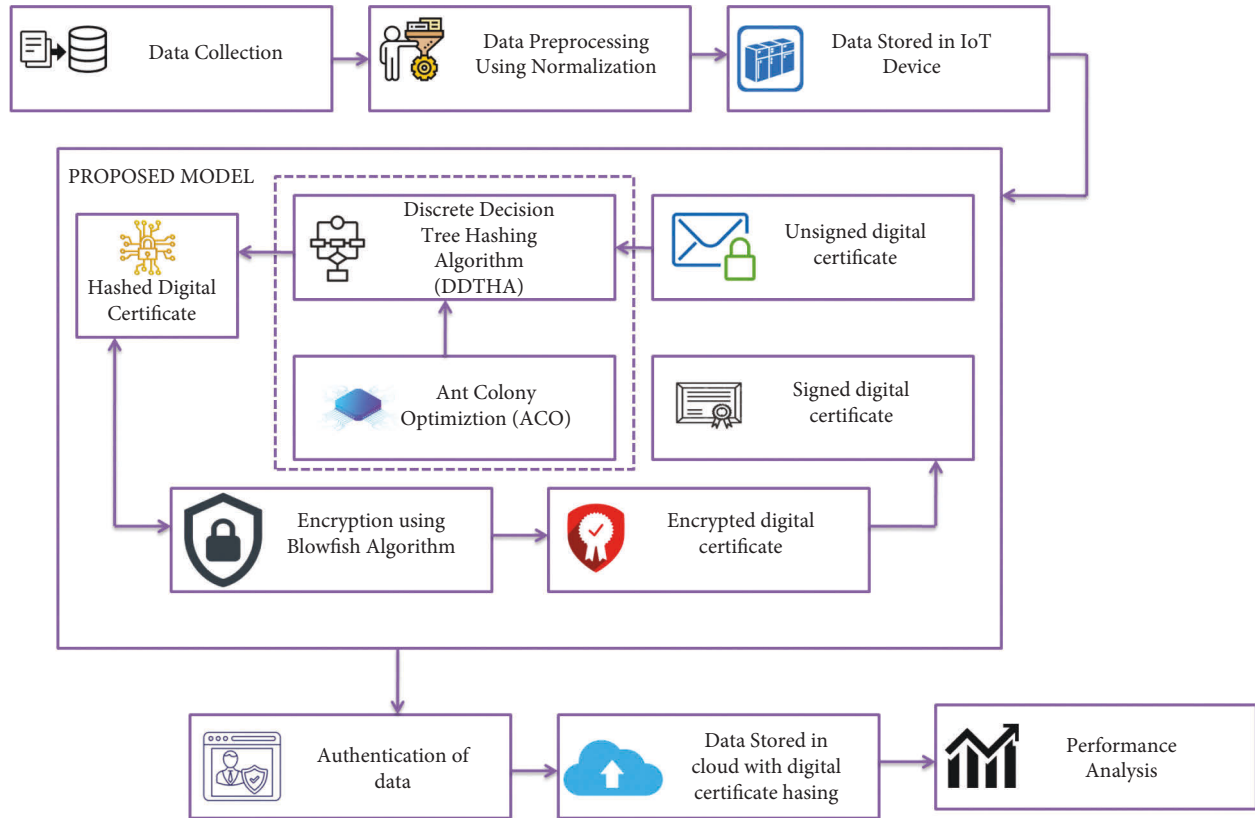 Data Collection
Data Preprocessing
Using Normalization
Data Stored in IoT
Device
PROPOSED MODEL
Hashed Digital
Certificate
Discrete Decision
Tree Hashing
Algorithm
(DDTHA)
Unsigned digital
certificate
Ant Colony
Optimiztion (ACO)
Signed digital
certificate
Encryption using
Blowfish Algorithm
Encrypted digital
certificate
Authentication of
data
Data Stored in
cloud with digital
certificate hasing
Performance
Analysis